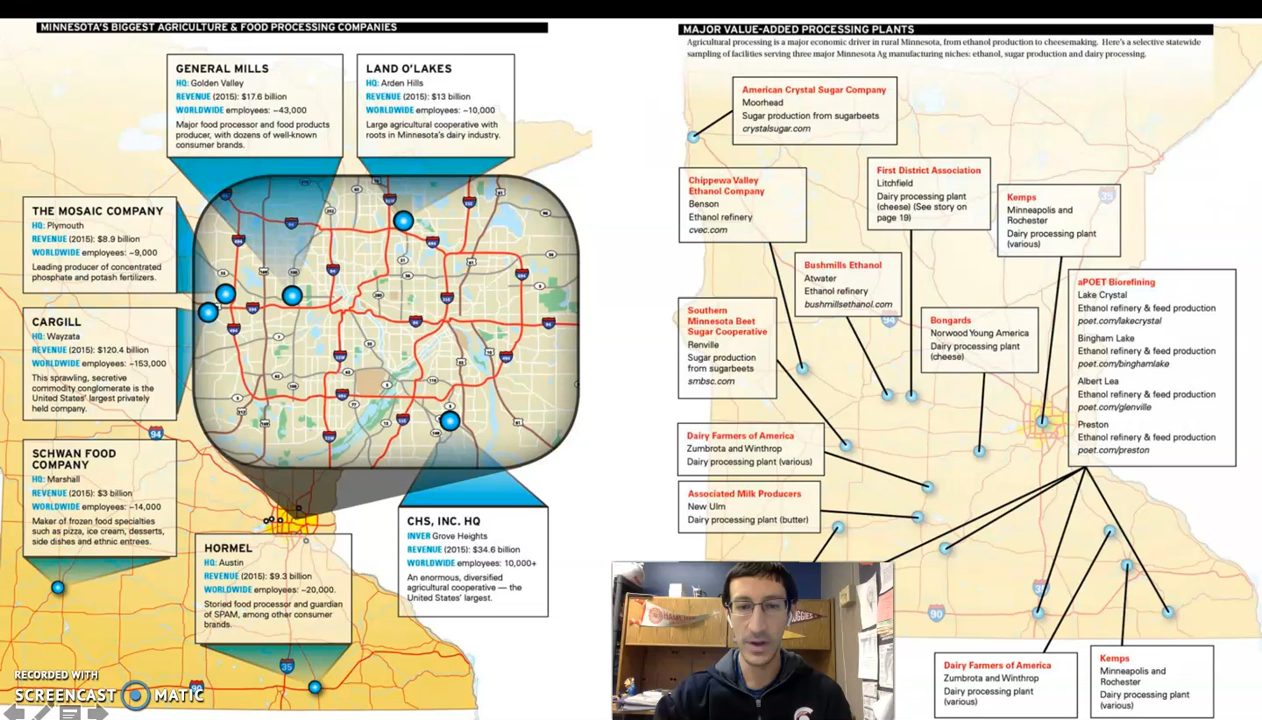 MINNESOTA'S BIGGEST AGRICULTURE & FOOD PROCESSING COMPANIES
GENERAL MILLS
HQ: Golden Valley
REVENUE (2015): $17.6 billion
WORLDWIDE employees: ~43,000
Major food processor and food products
producer, with dozens of well-known
consumer brands.
LAND O'LAKES
HQ: Arden Hills
REVENUE (2015): $13 billion
WORLDWIDE employees: ~10,000
Large agricultural cooperative with
roots in Minnesota's dairy industry.
THE MOSAIC COMPANY
HQ: Plymouth
REVENUE (2015): $8.9 billion
WORLDWIDE employees: ~9,000
Leading producer of concentrated
phosphate and potash fertilizers.
CARGILL
HQ: Wayzata
REVENUE (2015): $120.4 billion
WORLDWIDE employees: ~153,000
This sprawling, secretive
commodity conglomerate is the
United States' largest privately
held company.
94
SCHWAN FOOD
COMPANY
HQ: Marshall
REVENUE (2015): $3 billion
WORLDWIDE employees: ~14,000
Maker of frozen food specialties
such as pizza, ice cream, desserts,
side dishes and ethnic entrees.
HORMEL
HQ: Austin
REVENUE (2015): $9.3 billion
WORLDWIDE employees: ~20,000.
Storied food processor and guardian
of SPAM, among other consumer
brands.
35
CHS, INC. HQ
INVER Grove Heights
REVENUE (2015): $34.6 billion
WORLDWIDE employees: 10,000+
An enormous, diversified
agricultural cooperative — the
United States' largest.
RECORDED WITH
SCREENCAST MATIC
MAJOR VALUE-ADDED PROCESSING PLANTS
Agricultural processing is a major economic driver in rural Minnesota, from ethanol production to cheesemaking. Here's a selective statewide
sampling of facilities serving three major Minnesota Ag manufacturing niches: ethanol, sugar production and dairy processing.
American Crystal Sugar Company
Moorhead
Sugar production from sugarbeets
crystalsugar.com
Chippewa Valley
Ethanol Company
Benson
Ethanol refinery
cvec.com
First District Association
Litchfield
Dairy processing plant
(cheese) (See story on
page 19)
Kemps
Minneapolis and
Rochester
Dairy processing plant
(various)
35
Bushmills Ethanol
Atwater
Ethanol refinery
bushmillsethanol.com
94
Southern
Minnesota Beet
Sugar Cooperative
Renville
Sugar production
from sugarbeets
smbsc.com
Bongards
Norwood Young America
Dairy processing plant
(cheese)
aPOET Biorefining
Lake Crystal
Ethanol refinery & feed production
poet.com/lakecrystal
Bingham Lake
Ethanol refinery & feed production
poet.com/binghamlake
Albert Lea
Ethanol refinery & feed production
poet.com/glenville
Preston
Ethanol refinery & feed production
poet.com/preston
Dairy Farmers of America
Zumbrota and Winthrop
Dairy processing plant (various)
Associated Milk Producers
New Ulm
Dairy processing plant (butter)
90
Dairy Farmers of America
Zumbrota and Winthrop
Dairy processing plant
(various)
Kemps
Minneapolis and
Rochester
Dairy processing plant
(various)